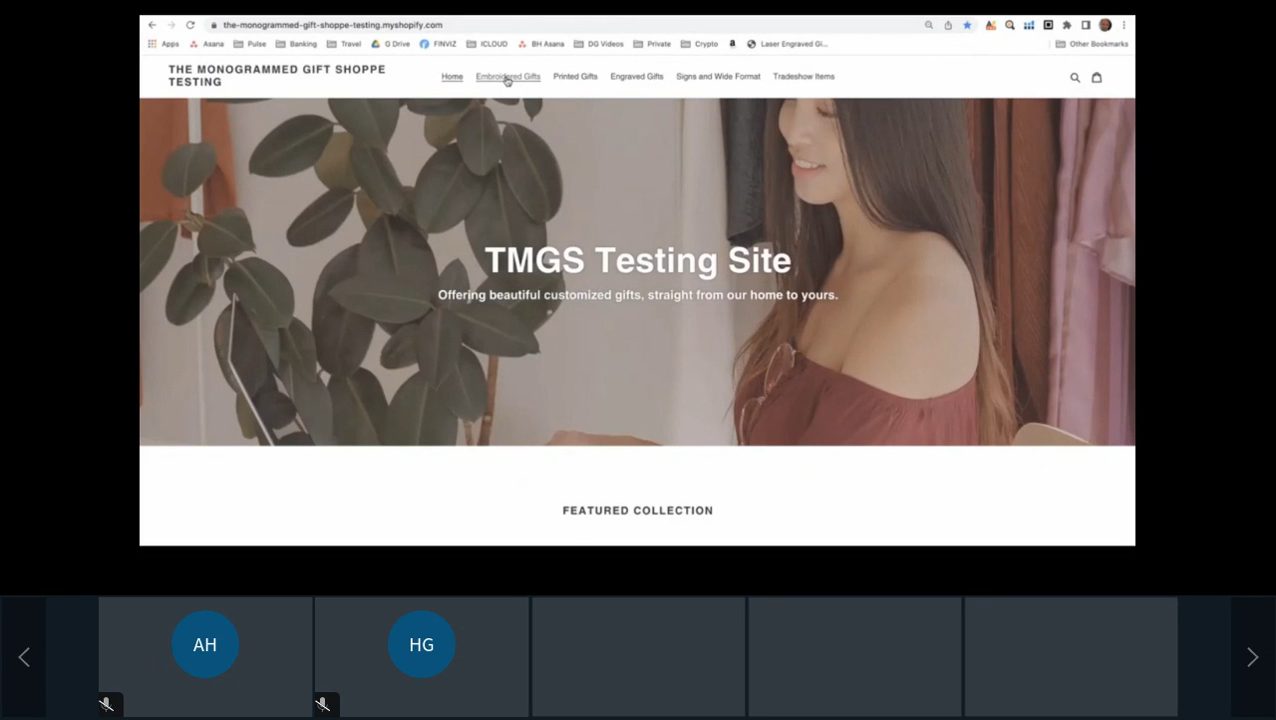 the-monogrammed-gift-shoppe-testing.myshopify.com
Apps Asana Pulse Banking Travel G Drive FINVIZ ICLOUD BH Asana DG Videos Private Crypto Laser Engraved Gi... Other Bookmarks
THE MONOGRAMMED GIFT SHOPPE
TESTING
Home Embroidered Gifts Printed Gifts Engraved Gifts Signs and Wide Format Tradeshow Items
TMGS Testing Site
Offering beautiful customized gifts, straight from our home to yours.
FEATURED COLLECTION
AH HG